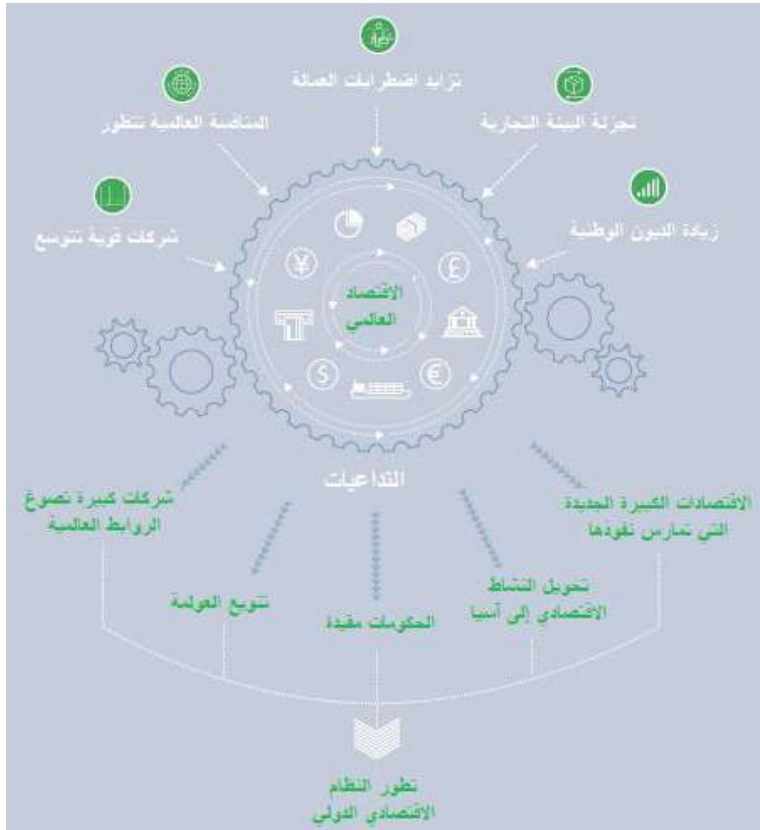 تزايد اضطرابات العمالة
تجزئة البيئة التجارية
المنافسة العالمية تتطور
زيادة الديون الوطنية
شركات قوية تتوسع
الاقتصاد
العالمي
¥
£
$
€
التداعيات
الاقتصادات الكبيرة الجديدة
التي تمارس نفوذها
شركات كبيرة تصوغ
الروابط العالمية
تحويل النشاط
الاقتصادي إلى آسيا
الحكومات مقيدة
تنويع العولمة
تطور النظام
الاقتصادي الدولي